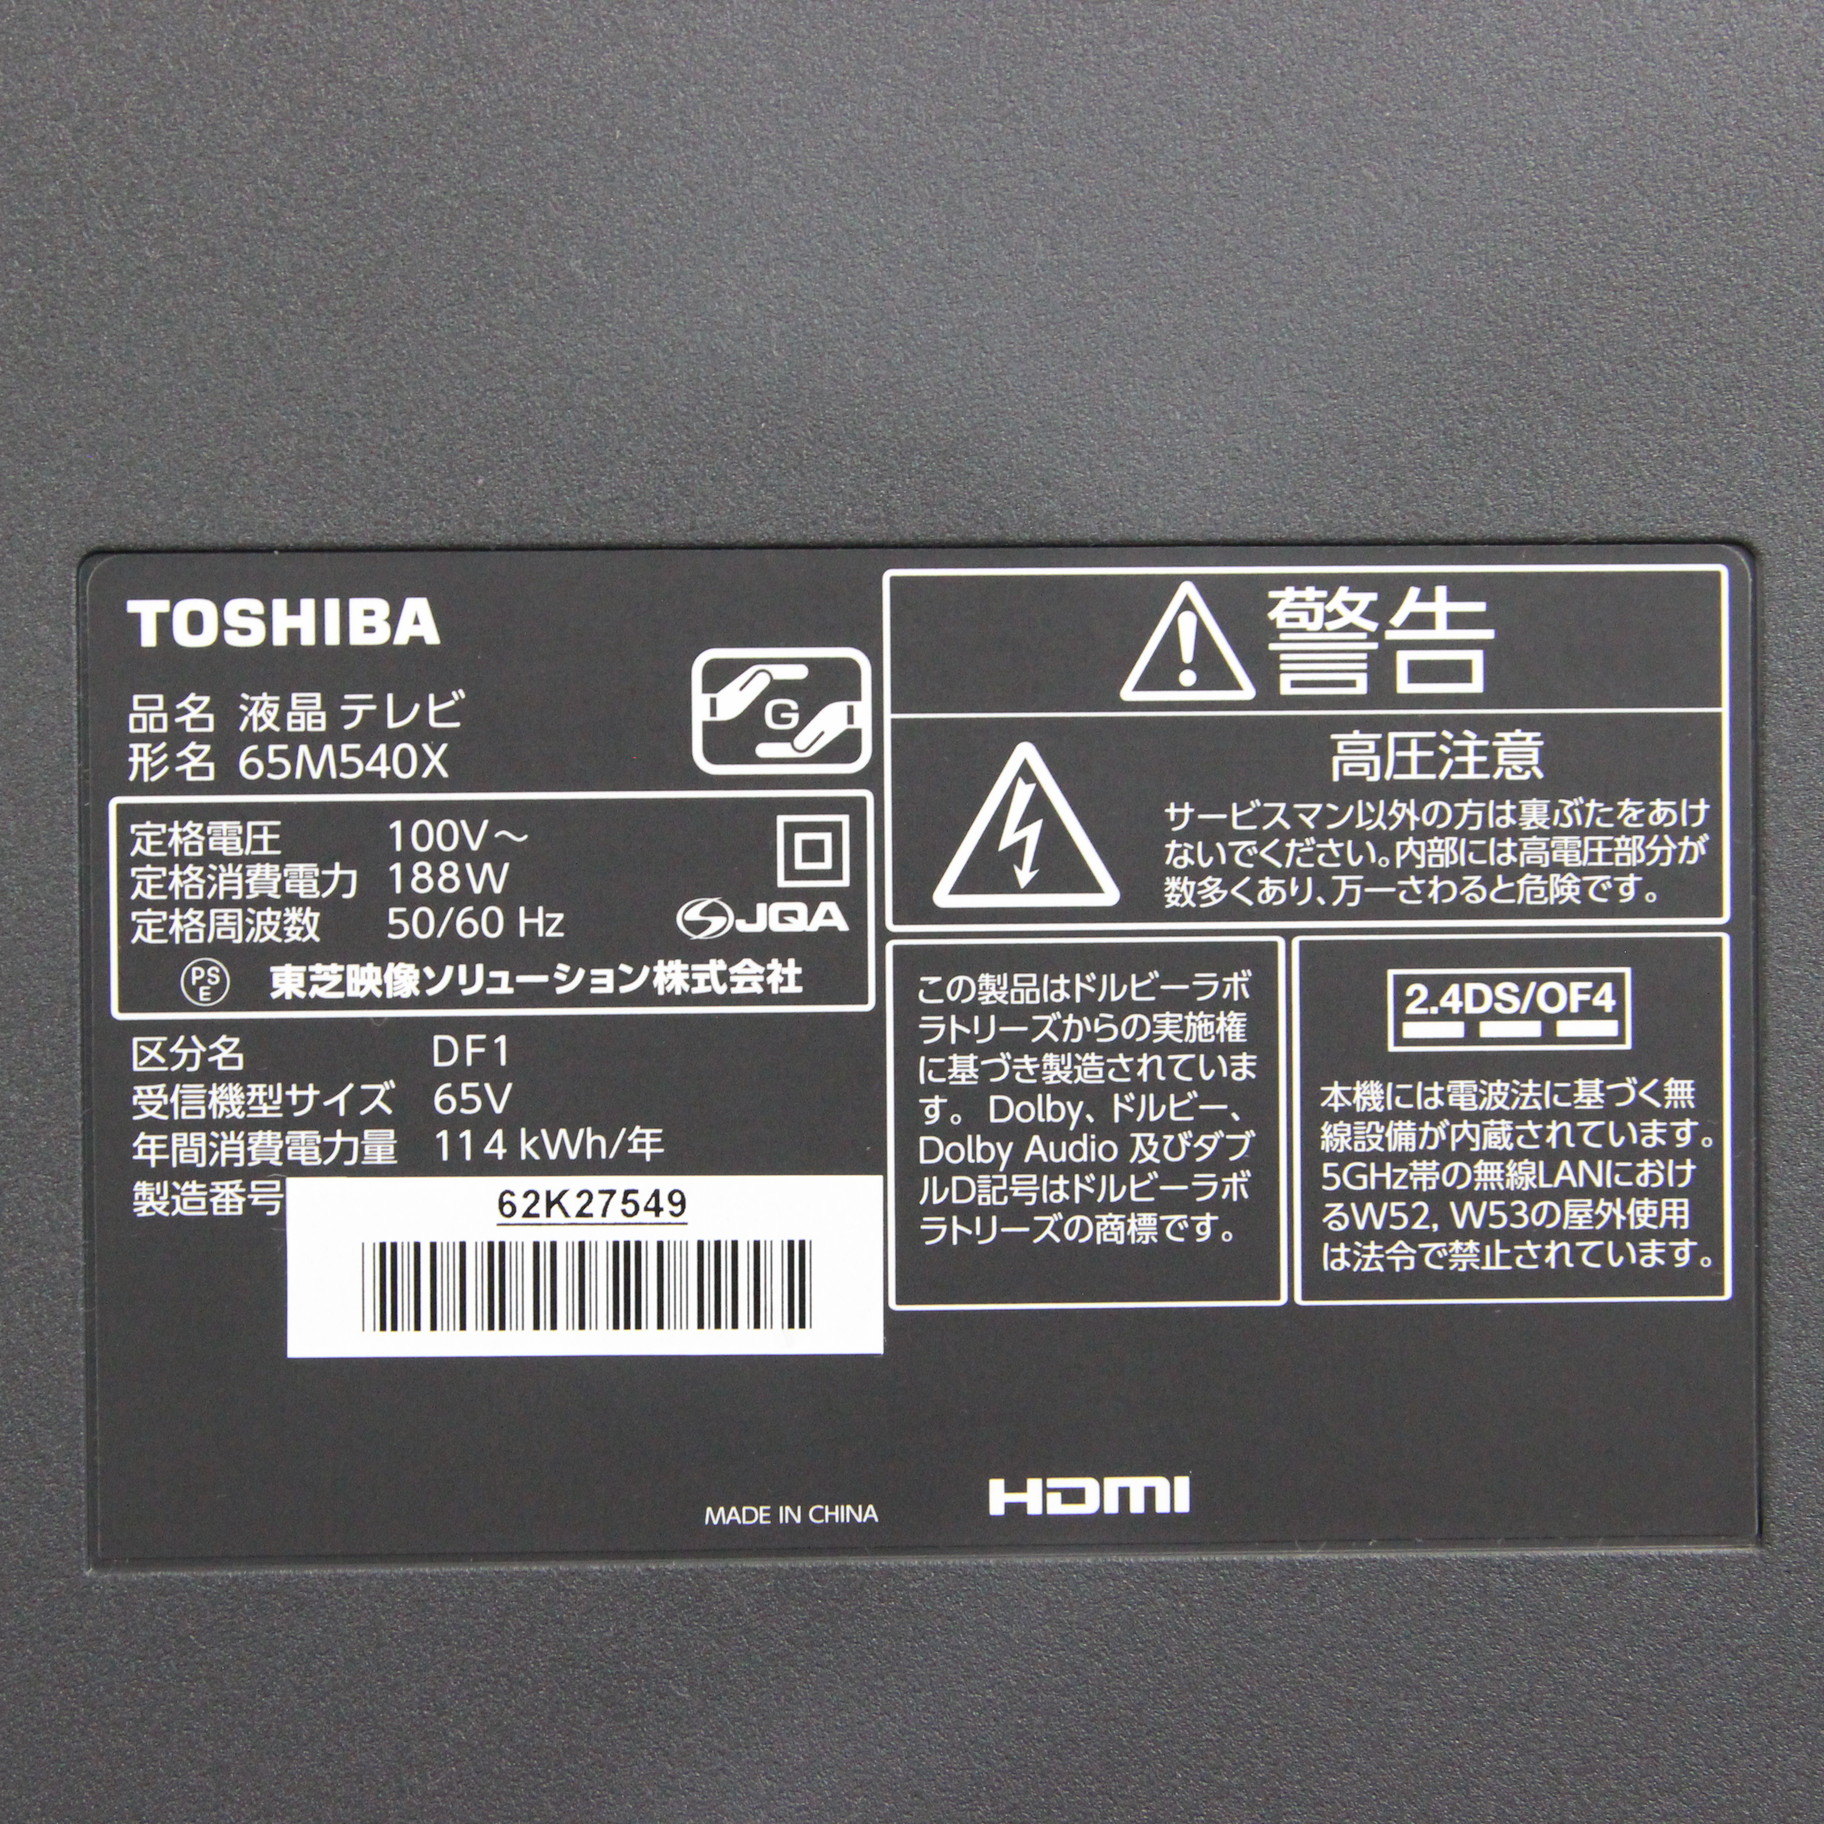 TOSHIBA
品名 液晶テレビ
形名 65M540X
G
定格電圧 100V～
定格消費電力 188W
定格周波数 50/60 Hz
JQA
PS
E
東芝映像ソリューション株式会社
区分名 DF1
受信機型サイズ 65V
年間消費電力量 114 kWh/年
製造番号
62K27549
MADE IN CHINA
警告
高圧注意
サービスマン以外の方は裏ぶたをあけ
ないでください。内部には高電圧部分が
数多くあり、万一さわると危険です。
この製品はドルビーラボ
ラトリーズからの実施権
に基づき製造されていま
す。Dolby、ドルビー、
Dolby Audio 及びダブ
ルD記号はドルビーラボ
ラトリーズの商標です。
2.4DS/OF4
本機には電波法に基づく無
線設備が内蔵されています。
5GHz帯の無線LANにおけ
るW52, W53の屋外使用
は法令で禁止されています。
HDMI